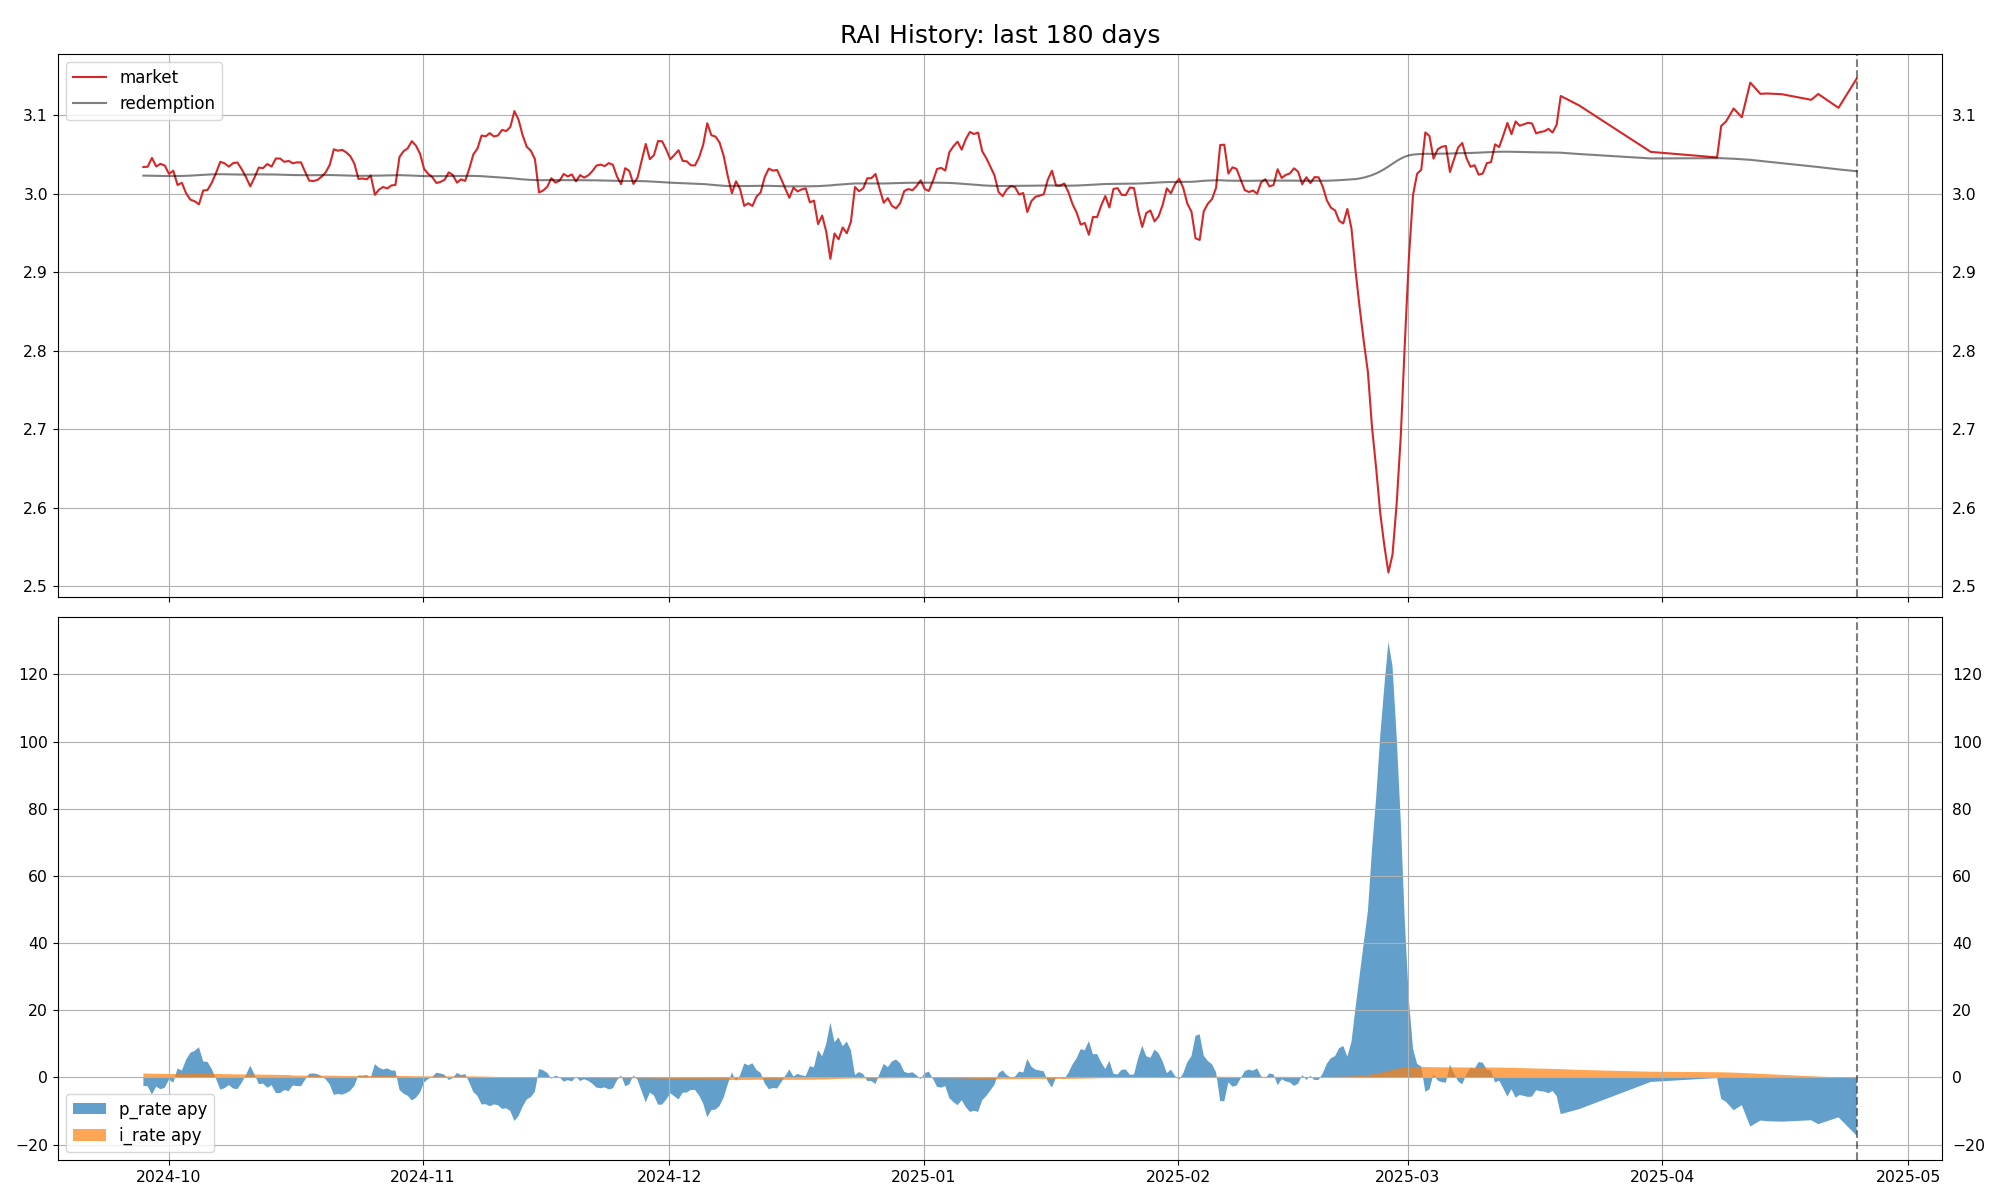 RAI History: last 180 days
market
redemption
3.1 3.1
3.0 3.0
2.9 2.9
2.8 2.8
2.7 2.7
2.6 2.6
2.5 2.5
120 120
100 100
80 80
60 60
40 40
20 20
0 0
p_rate apy
i_rate apy
−20 −20
2024-10 2024-11 2024-12 2025-01 2025-02 2025-03 2025-04 2025-05